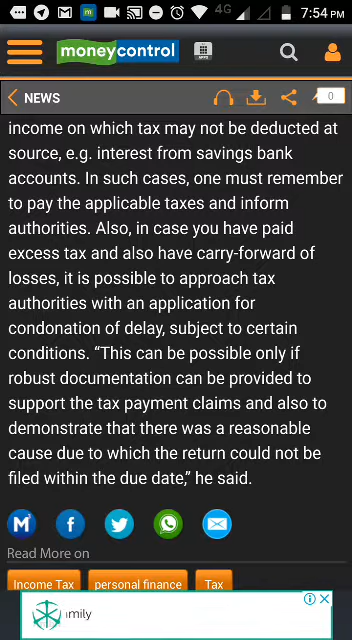 4G 7:54PM
moneycontrol
APPS
NEWS
0
income on which tax may not be deducted at
source, e.g. interest from savings bank
accounts. In such cases, one must remember
to pay the applicable taxes and inform
authorities. Also, in case you have paid
excess tax and also have carry-forward of
losses, it is possible to approach tax
authorities with an application for
condonation of delay, subject to certain
conditions. “This can be possible only if
robust documentation can be provided to
support the tax payment claims and also to
demonstrate that there was a reasonable
cause due to which the return could not be
filed within the due date,” he said.
Read More on
Income Tax personal finance Tax
imily